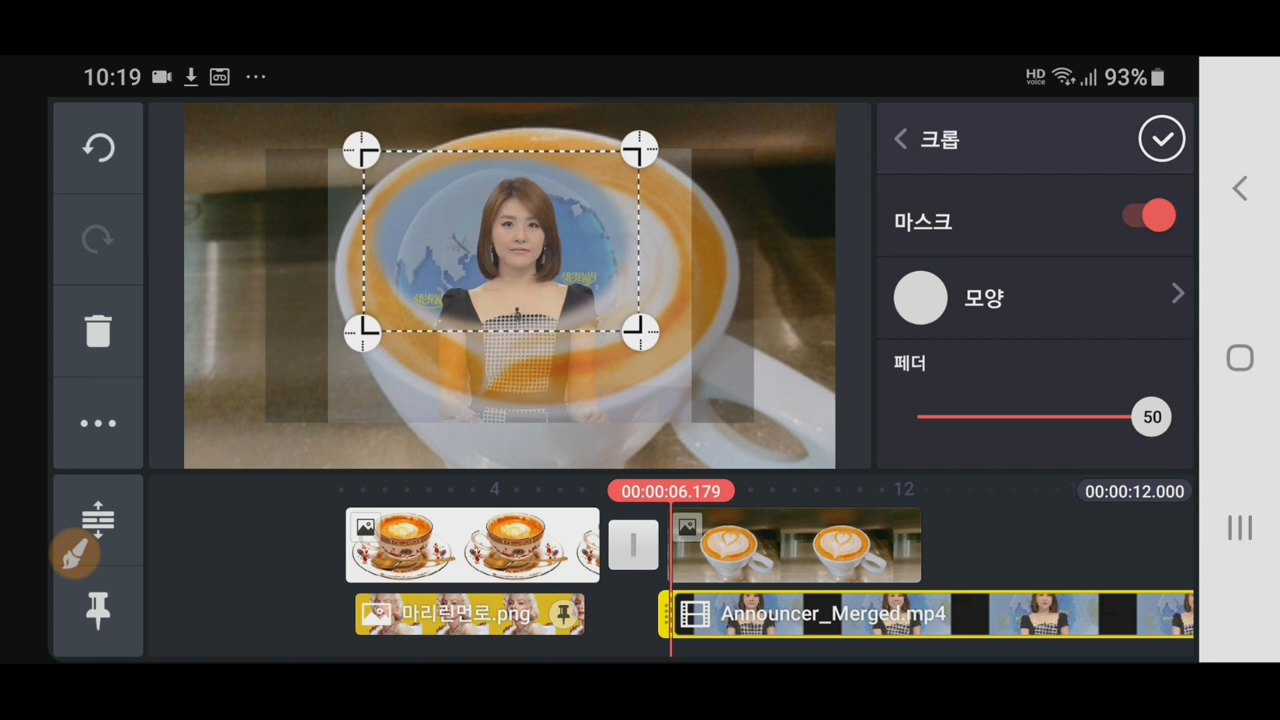 10:19
HD voice 93%
크롭
마스크
모양
페더
50
4
00:00:06.179
12
00:00:12.000
마리린먼로.png
Announcer_Merged.mp4